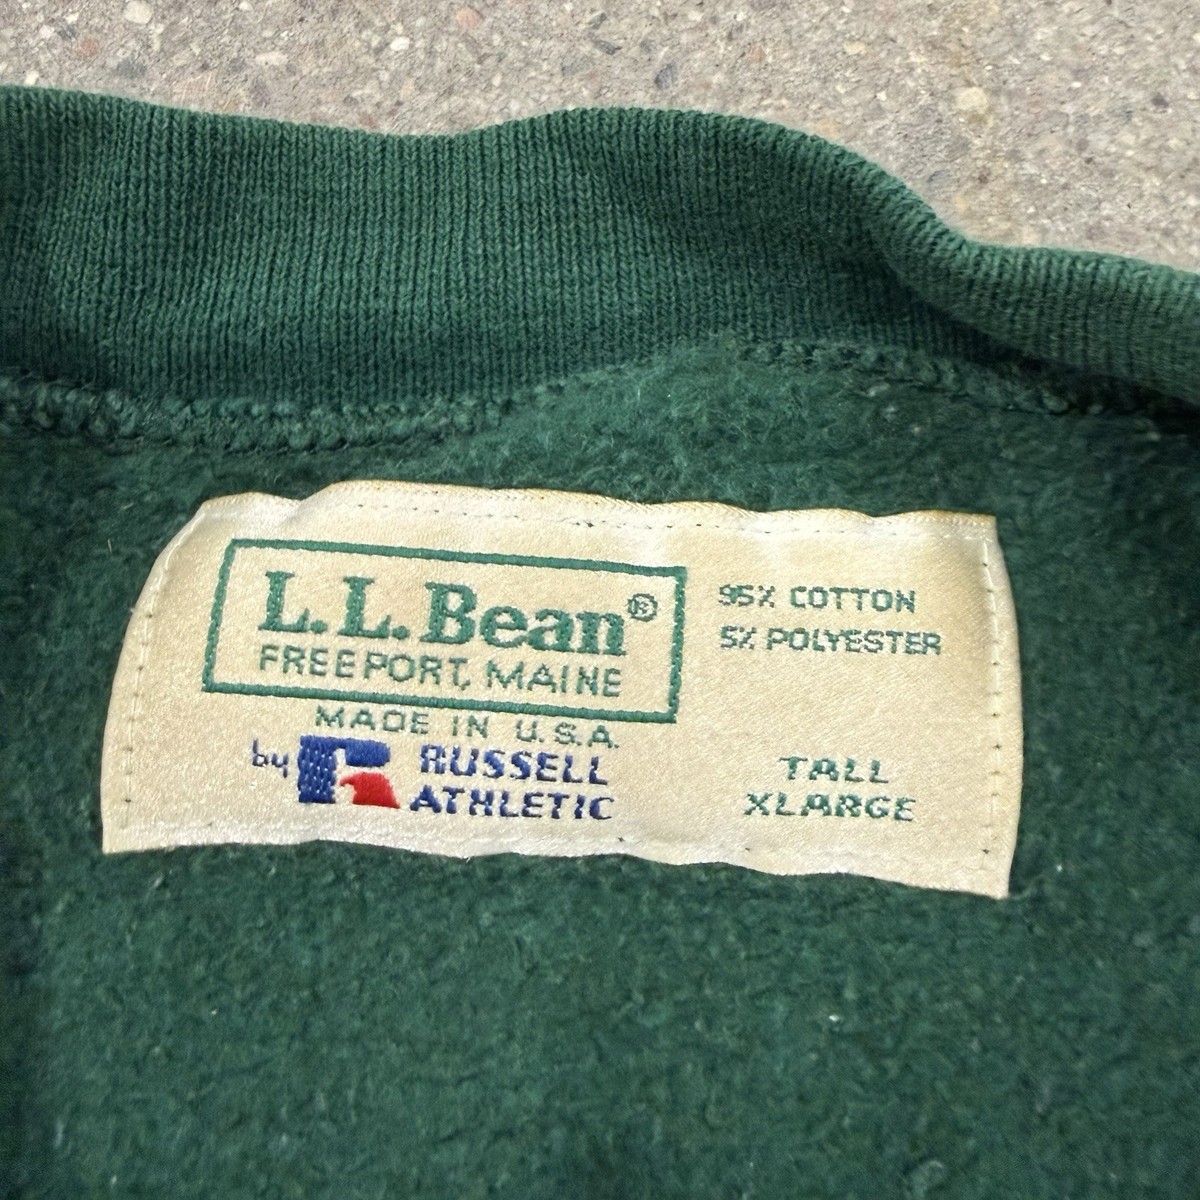 L.L.Bean®
FREEPORT, MAINE
MADE IN U.S.A.
by RUSSELL
ATHLETIC
95% COTTON
5% POLYESTER
TALL
XLARGE